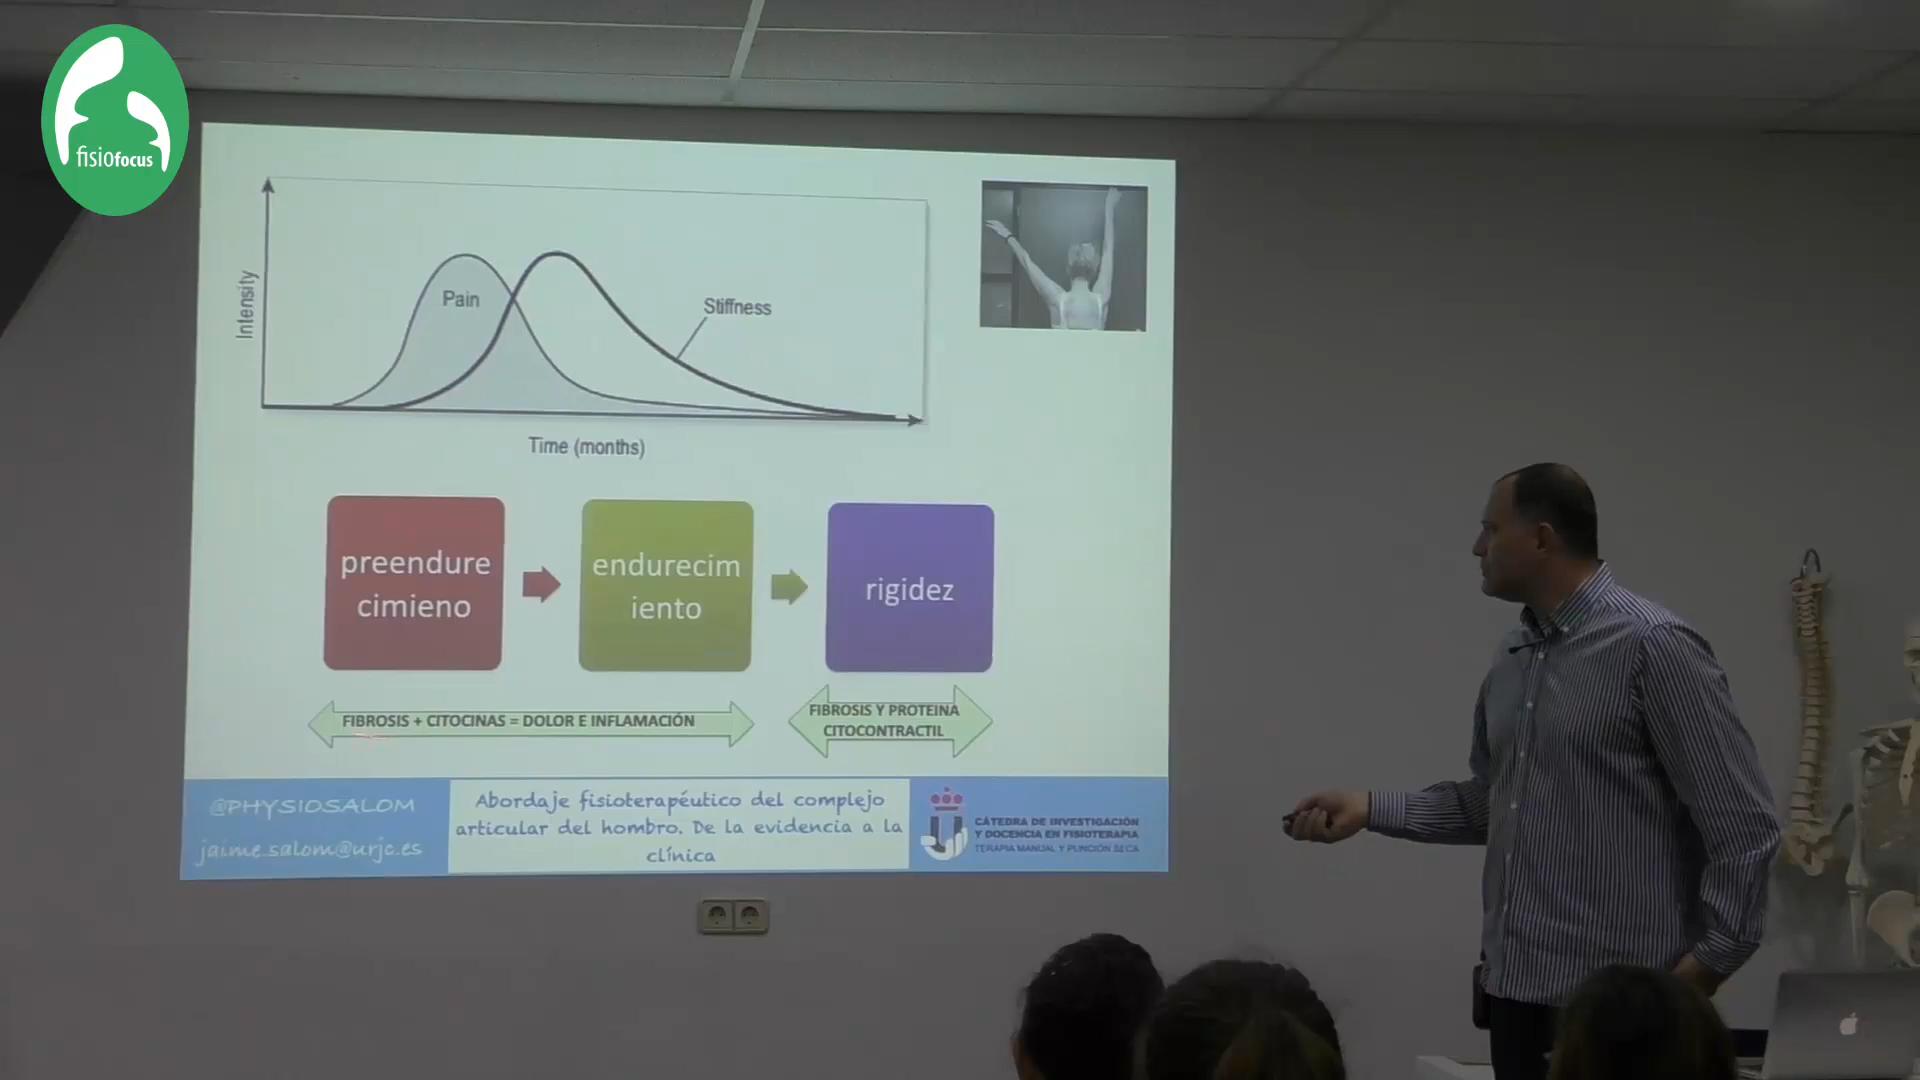 fisiofocus
Intensity
Pain
Stiffness
Time (months)
preendure
cimieno
endurecim
iento
rigidez
FIBROSIS + CITOCINAS = DOLOR E INFLAMACIÓN
FIBROSIS Y PROTEINA
CITOCONTRACTIL
@PHYSIOSALOM
jaime.salom@urjc.es
Abordaje fisioterapéutico del complejo
articular del hombro. De la evidencia a la
clínica
CÁTEDRA DE INVESTIGACIÓN
Y DOCENCIA EN FISIOTERAPIA
TERAPIA MANUAL Y PUNCIÓN SECA